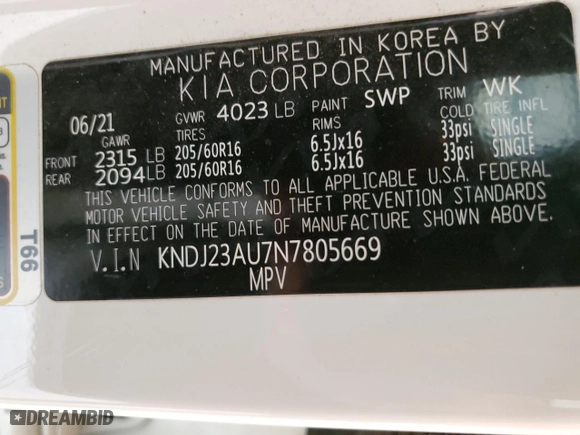 MANUFACTURED IN KOREA BY
KIA CORPORATION
06/21 GVWR 4023 LB PAINT SWP TRIM WK
GAWR TIRES RIMS COLD TIRE INFL
FRONT 2315 LB 205/60R16 6.5Jx16 33psi SINGLE
REAR 2094 LB 205/60R16 6.5Jx16 33psi SINGLE
THIS VEHICLE CONFORMS TO ALL APPLICABLE U.S.A. FEDERAL
MOTOR VEHICLE SAFETY AND THEFT PREVENTION STANDARDS
IN EFFECT ON THE DATE OF MANUFACTURE SHOWN ABOVE.
V.I.N KNDJ23AU7N7805669
MPV
T66
DREAMBID
DREAMBID.COM